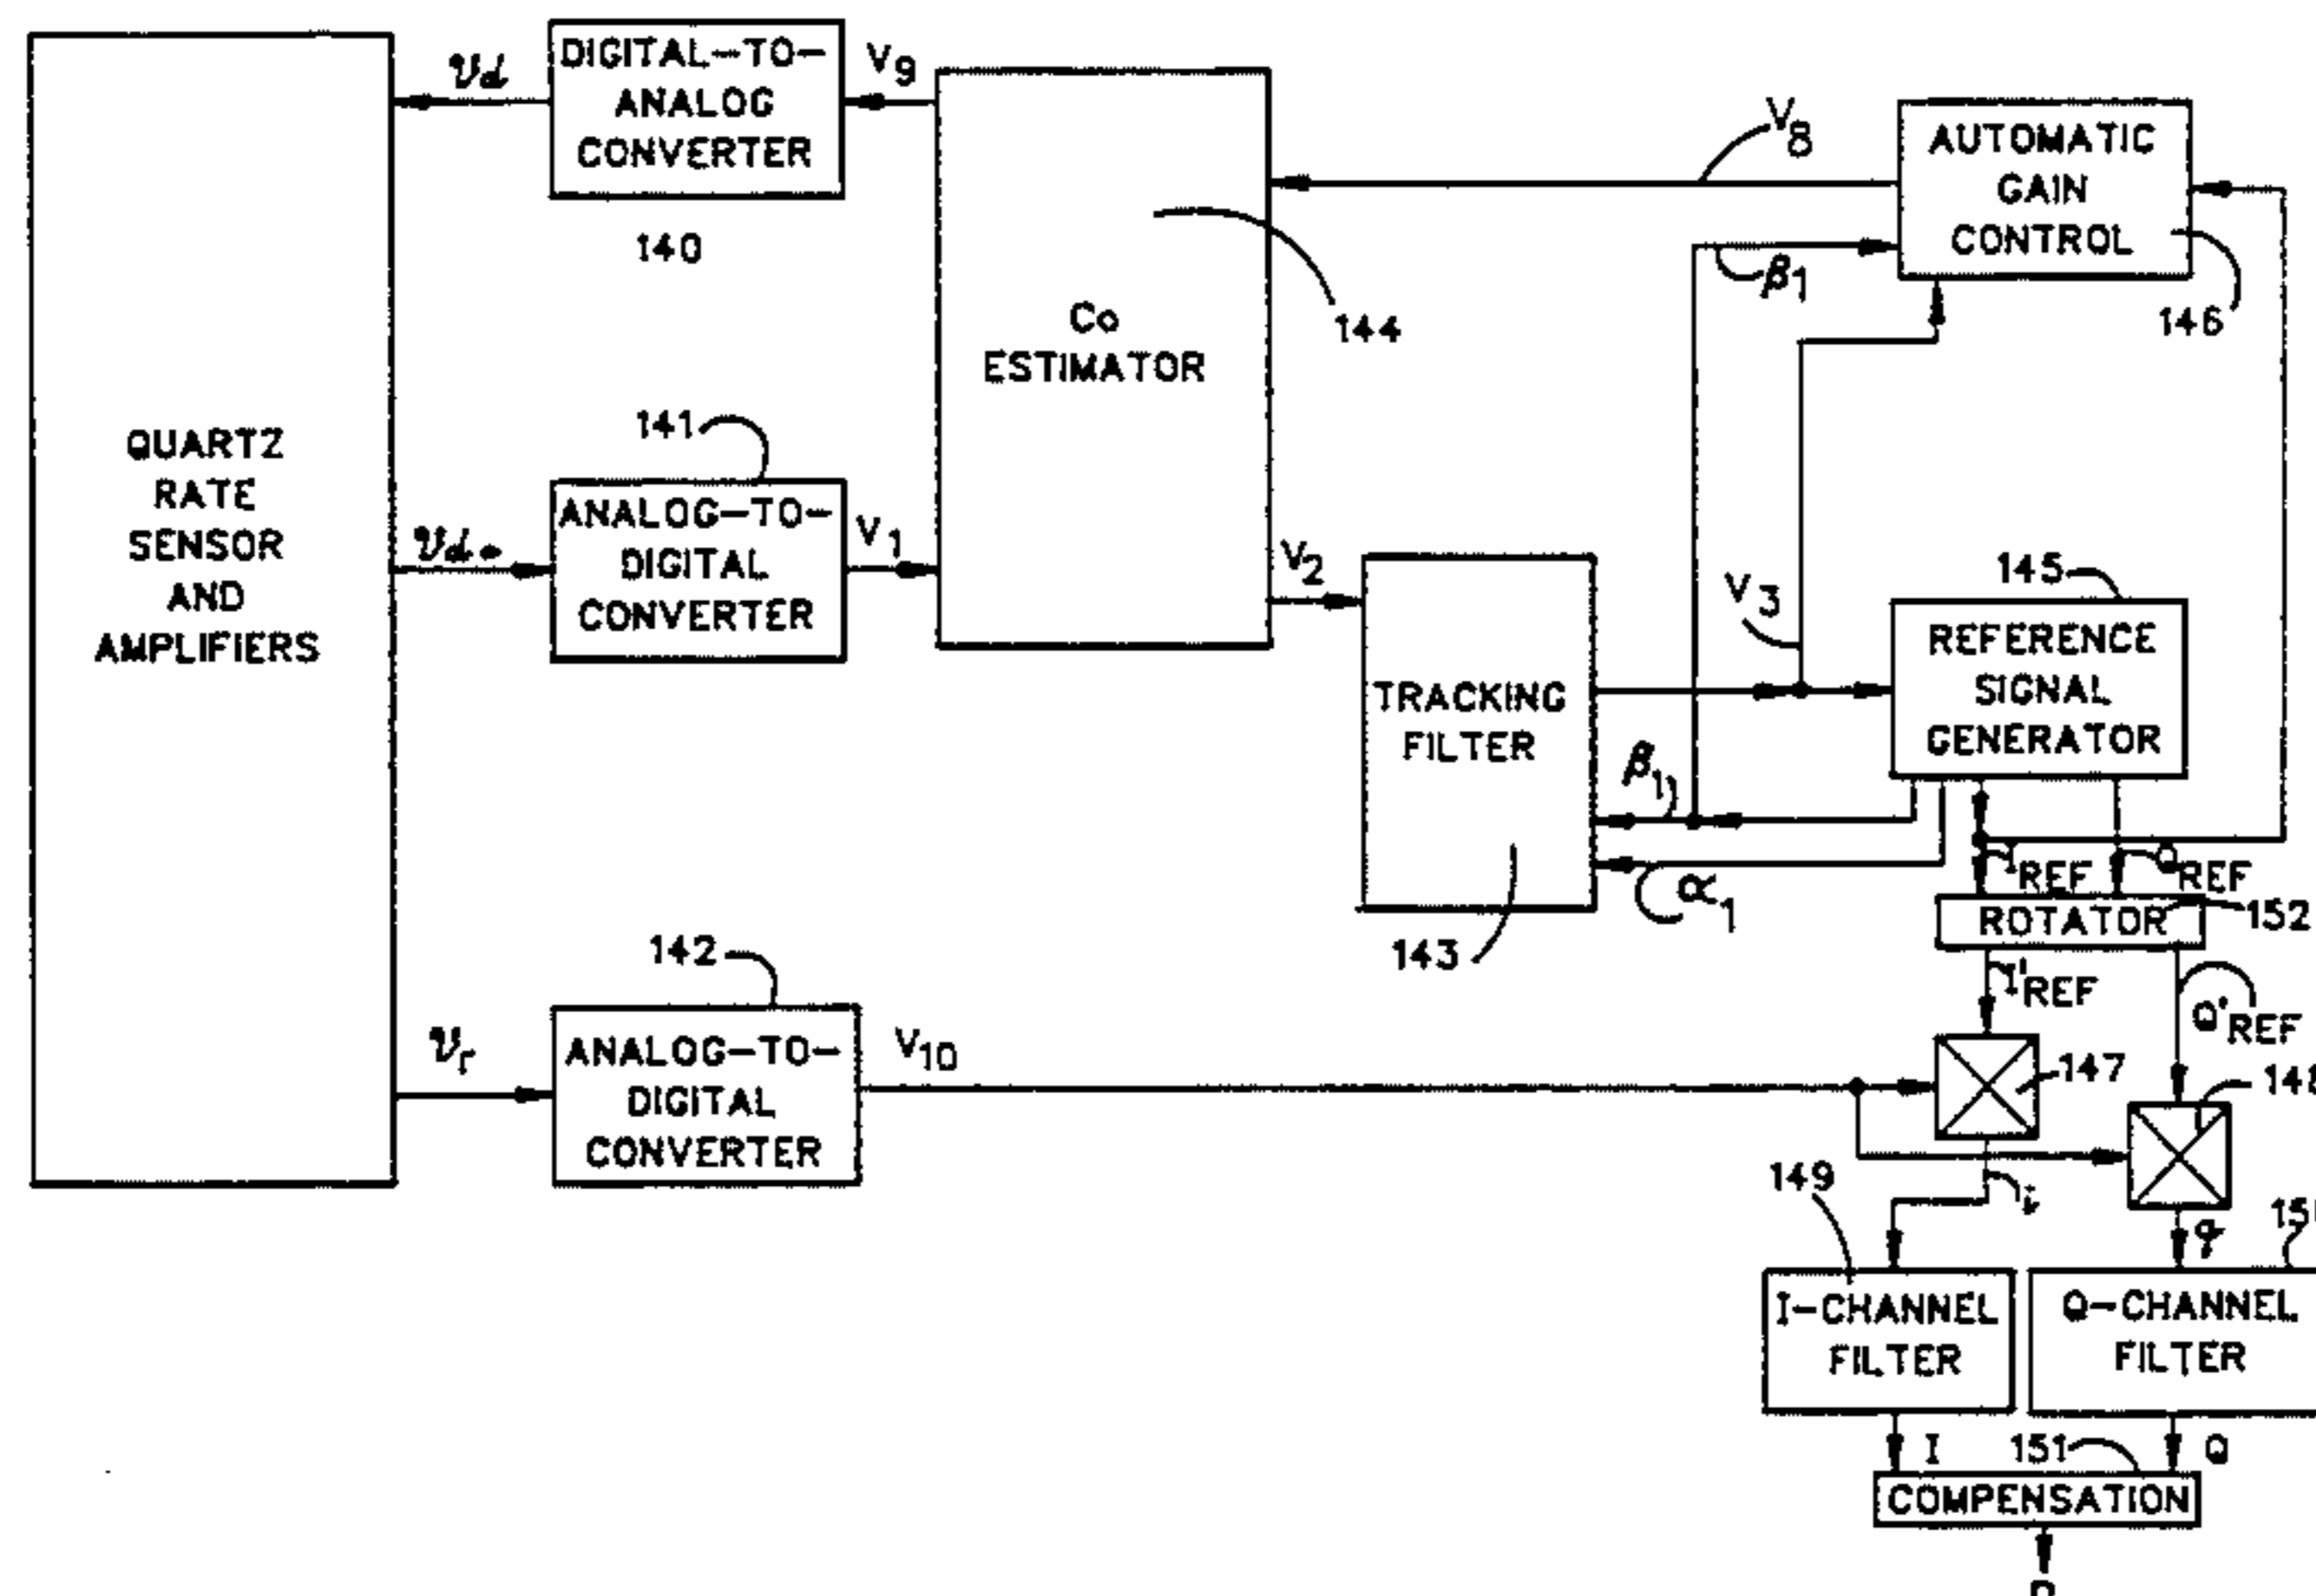 QUARTZ
RATE
SENSOR
AND
AMPLIFIERS
Vd
DIGITAL-TO-
ANALOG
CONVERTER
140
V9
Co
ESTIMATOR
144
V8
AUTOMATIC
GAIN
CONTROL
146
β1
141
Vdo
ANALOG-TO-
DIGITAL
CONVERTER
V1
V2
TRACKING
FILTER
143
V3
145
REFERENCE
SIGNAL
GENERATOR
β1
α1
IREF
QREF
ROTATOR
152
I'REF
Q'REF
142
Vr
ANALOG-TO-
DIGITAL
CONVERTER
V10
147
i
q
149
I-CHANNEL
FILTER
Q-CHANNEL
FILTER
I
151
Q
COMPENSATION